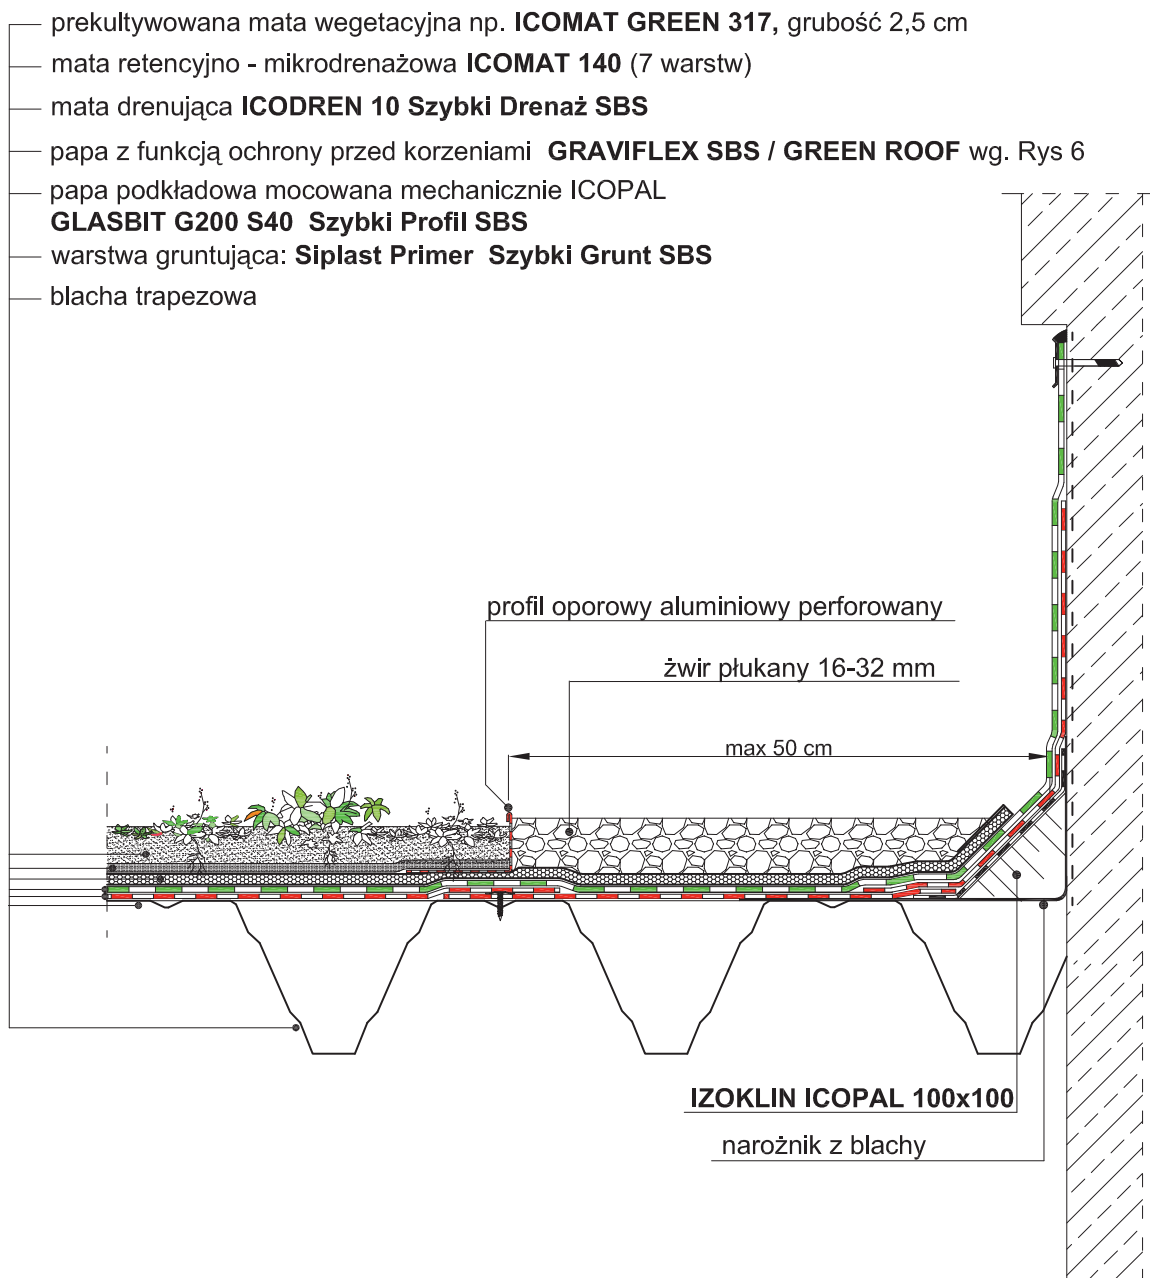 prekultywowana mata wegetacyjna np. ICOMAT GREEN 317, grubość 2,5 cm
mata retencyjno - mikrodrenażowa ICOMAT 140 (7 warstw)
mata drenująca ICODREN 10 Szybki Drenaż SBS
papa z funkcją ochrony przed korzeniami GRAVIFLEX SBS / GREEN ROOF wg. Rys 6
papa podkładowa mocowana mechanicznie ICOPAL
GLASBIT G200 S40 Szybki Profil SBS
warstwa gruntująca: Siplast Primer Szybki Grunt SBS
blacha trapezowa
profil oporowy aluminiowy perforowany
żwir płukany 16-32 mm
max 50 cm
IZOKLIN ICOPAL 100x100
narożnik z blachy